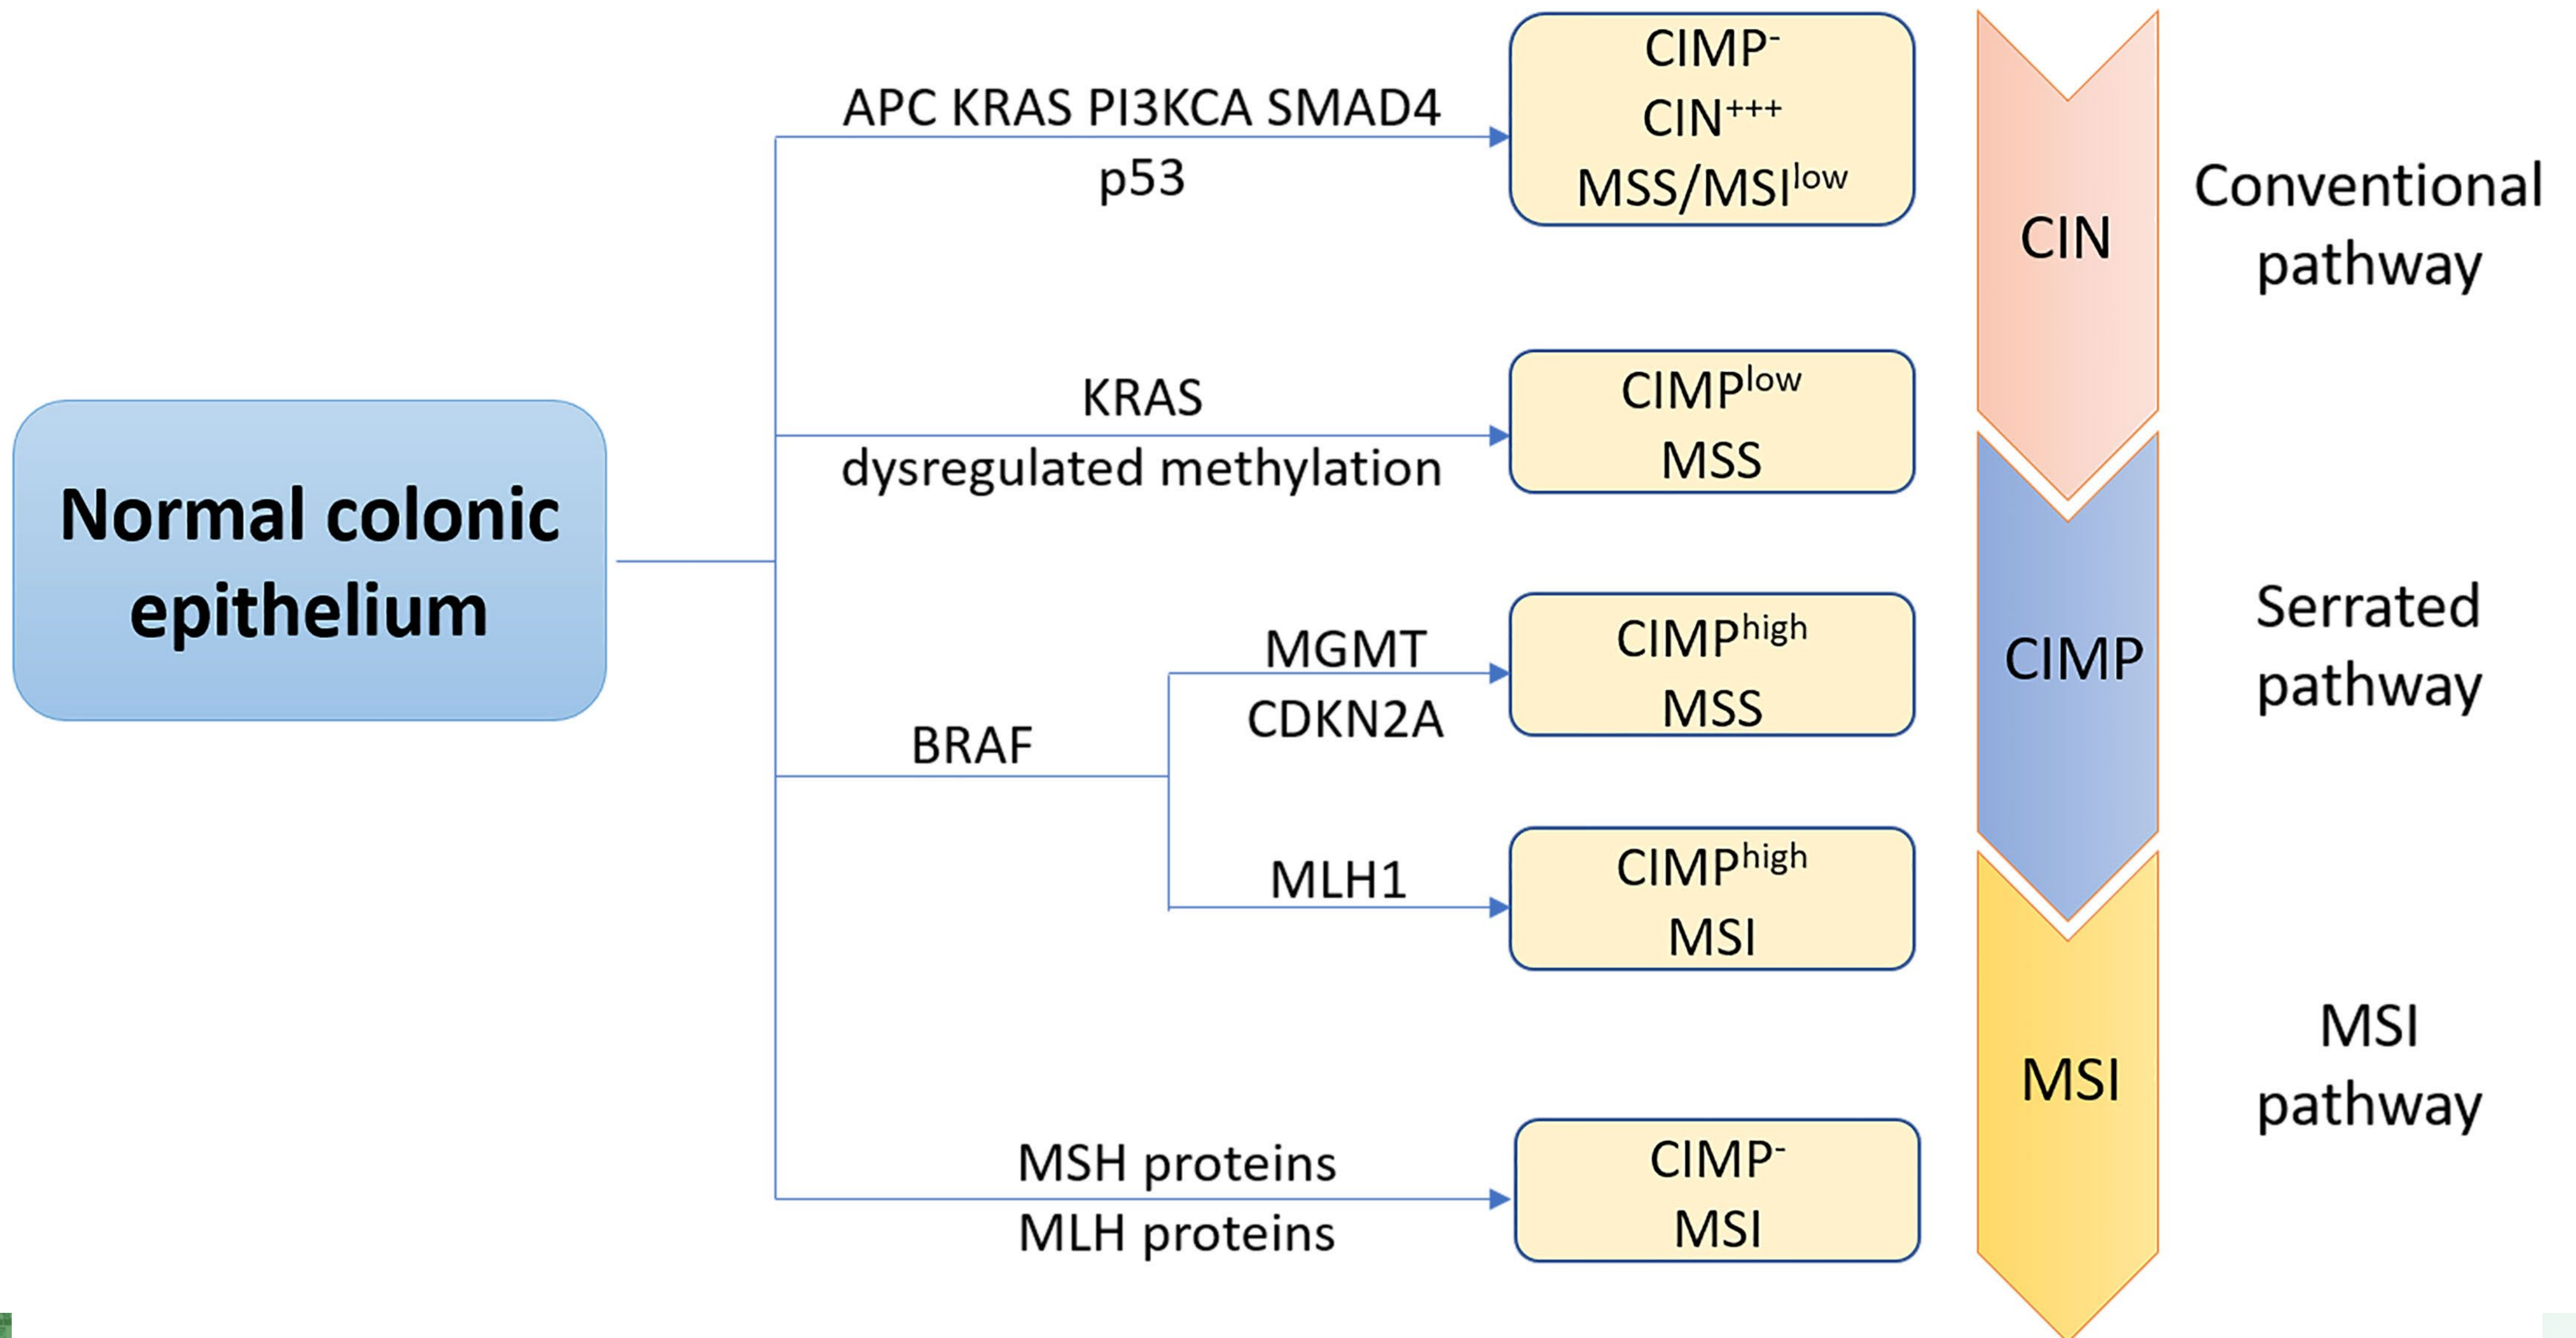 Normal colonic
epithelium
APC KRAS PI3KCA SMAD4
p53
KRAS
dysregulated methylation
BRAF
MGMT
CDKN2A
MLH1
MSH proteins
MLH proteins
CIMP⁻
CIN⁺⁺⁺
MSS/MSIˡᵒʷ
CIMPˡᵒʷ
MSS
CIMPʰⁱᵍʰ
MSS
CIMPʰⁱᵍʰ
MSI
CIMP⁻
MSI
CIN
CIMP
MSI
Conventional
pathway
Serrated
pathway
MSI
pathway